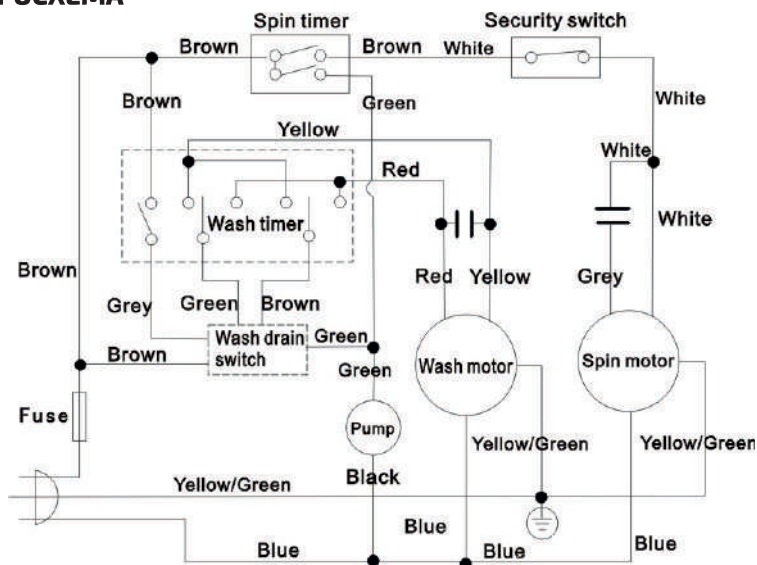 Spin timer
Security switch
Brown
Brown
White
Brown
Green
White
Yellow
White
Red
White
Wash timer
Brown
Red
Yellow
Grey
Grey
Green
Brown
Wash drain
switch
Green
Brown
Green
Wash motor
Spin motor
Fuse
Pump
Yellow/Green
Yellow/Green
Black
Yellow/Green
Blue
Blue
Blue
Blue